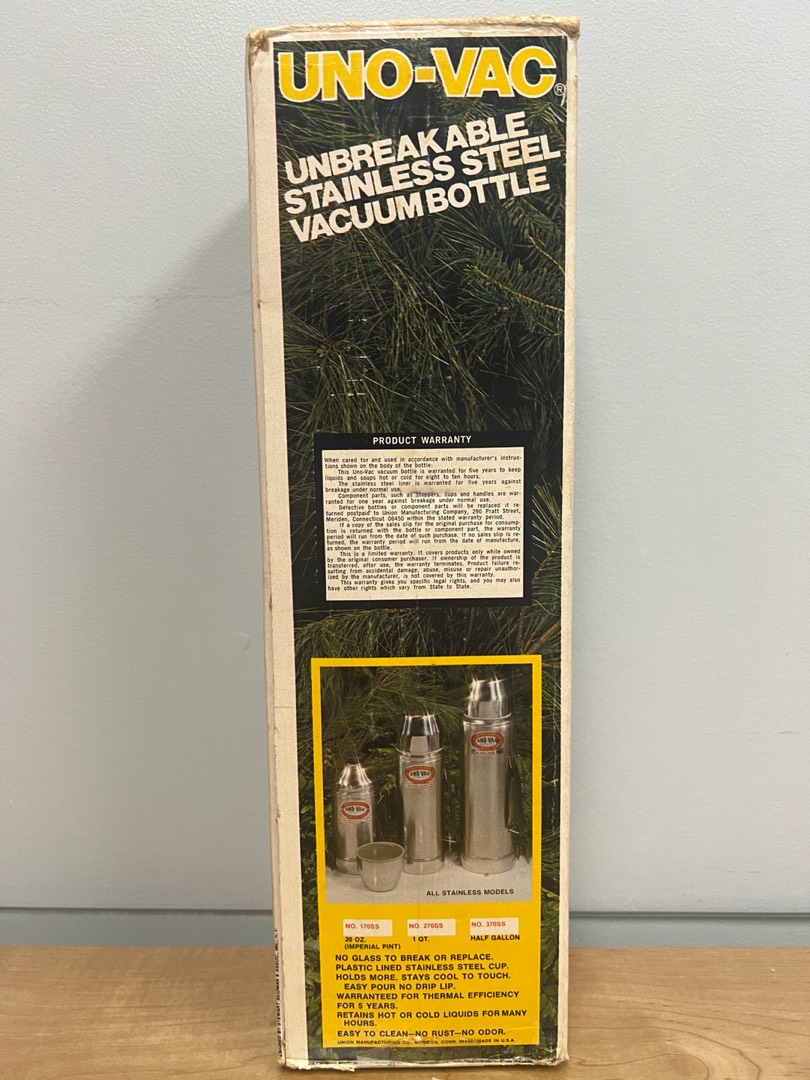 UNO-VAC®
UNBREAKABLE
STAINLESS STEEL
VACUUM BOTTLE
PRODUCT WARRANTY
When cared for and used in accordance with manufacturer's instruc-
tions shown on the body of the bottle:
This Uno-Vac vacuum bottle is warranted for five years to keep
liquids and soups hot or cold for eight to ten hours.
The stainless steel liner is warranted for five years against
breakage under normal use.
Component parts, such as stoppers, cups and handles are war-
ranted for one year against breakage under normal use.
Defective bottles or component parts will be replaced if re-
turned postpaid to Union Manufacturing Company, 290 Pratt Street,
Meriden, Connecticut 06450 within the stated warranty period.
If a copy of the sales slip for the original purchase for consump-
tion is returned with the bottle or component part, the warranty
period will run from the date of such purchase. If no sales slip is re-
turned, the warranty period will run from the date of manufacture,
as shown on the bottle.
This is a limited warranty. It covers products only while owned
by the original consumer purchaser. If ownership of the product is
transferred, after use, the warranty terminates. Product failure re-
sulting from accidental damage, abuse, misuse or repair unauthor-
ized by the manufacturer, is not covered by this warranty.
This warranty gives you specific legal rights, and you may also
have other rights which vary from State to State.
UNO-VAC
UNO-VAC
UNO-VAC
ALL STAINLESS MODELS
NO. 170SS NO. 270SS NO. 370SS
20 OZ. 1 QT. HALF GALLON
(IMPERIAL PINT)
NO GLASS TO BREAK OR REPLACE.
PLASTIC LINED STAINLESS STEEL CUP.
HOLDS MORE. STAYS COOL TO TOUCH.
EASY POUR NO DRIP LIP.
WARRANTEED FOR THERMAL EFFICIENCY
FOR 5 YEARS.
RETAINS HOT OR COLD LIQUIDS FOR MANY
HOURS.
EASY TO CLEAN—NO RUST—NO ODOR.
UNION MANUFACTURING CO., MERIDEN, CONN. 06450 MADE IN U.S.A.